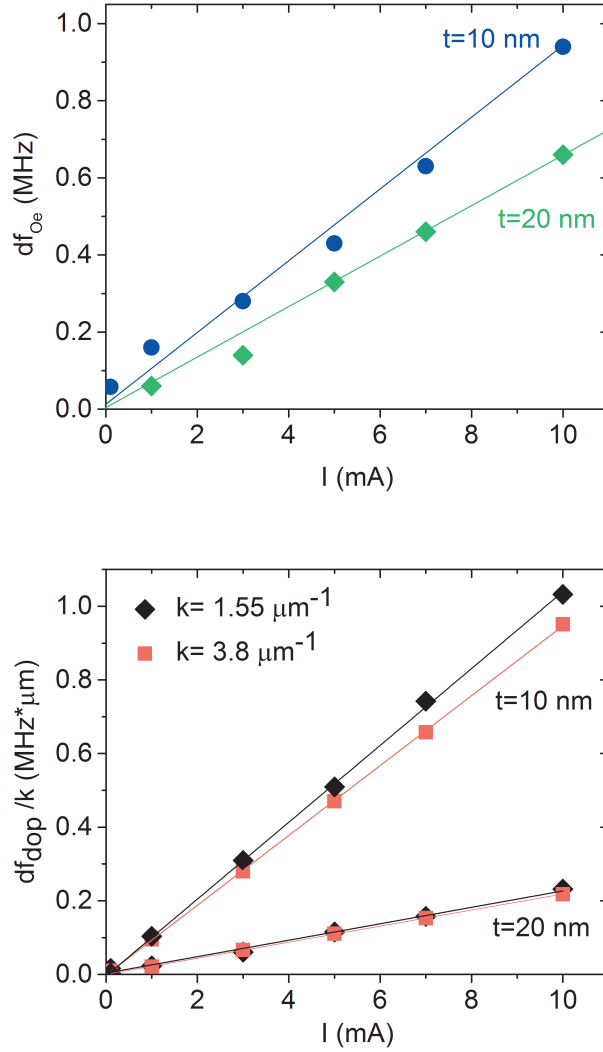 1.0
0.8
0.6
0.4
0.2
0.0
df_Oe (MHz)
t=10 nm
t=20 nm
0 2 4 6 8 10
I (mA)
k= 1.55 μm⁻¹
k= 3.8 μm⁻¹
1.0
0.8
0.6
0.4
0.2
0.0
df_dop/k (MHz*μm)
t=10 nm
t=20 nm
0 2 4 6 8 10
I (mA)